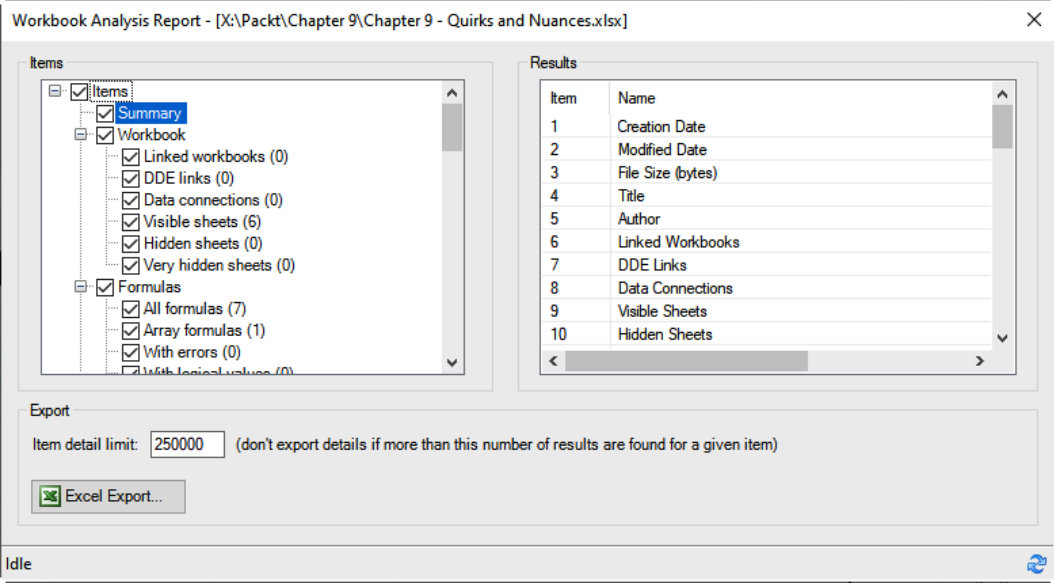 Workbook Analysis Report - [X:\Packt\Chapter 9\Chapter 9 - Quirks and Nuances.xlsx]
Items
Items
Summary
Workbook
Linked workbooks (0)
DDE links (0)
Data connections (0)
Visible sheets (6)
Hidden sheets (0)
Very hidden sheets (0)
Formulas
All formulas (7)
Array formulas (1)
With errors (0)
With logical values (0)
Results
Item Name
1 Creation Date
2 Modified Date
3 File Size (bytes)
4 Title
5 Author
6 Linked Workbooks
7 DDE Links
8 Data Connections
9 Visible Sheets
10 Hidden Sheets
Export
Item detail limit: 250000 (don't export details if more than this number of results are found for a given item)
Excel Export...
Idle